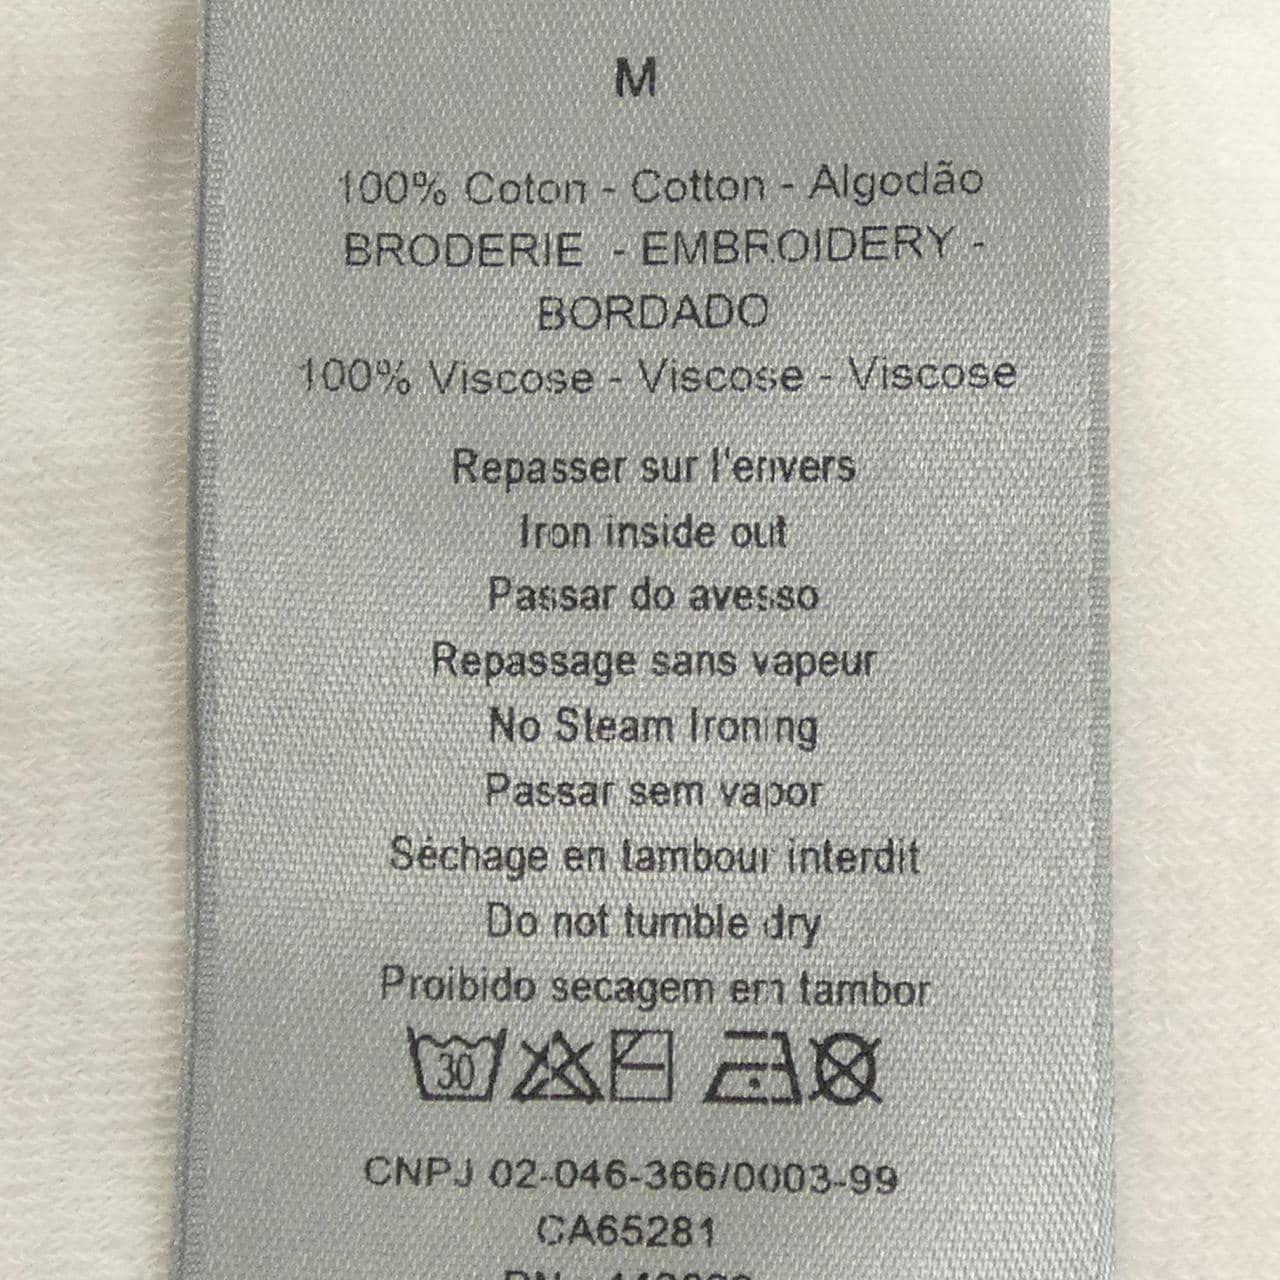 M
100% Coton - Cotton - Algodão
BRODERIE - EMBROIDERY -
BORDADO
100% Viscose - Viscose - Viscose
Repasser sur l'envers
Iron inside out
Passar do avesso
Repassage sans vapeur
No Steam Ironing
Passar sem vapor
Séchage en tambour interdit
Do not tumble dry
Proibido secagem em tambor
30
CNPJ 02-046-366/0003-99
CA65281